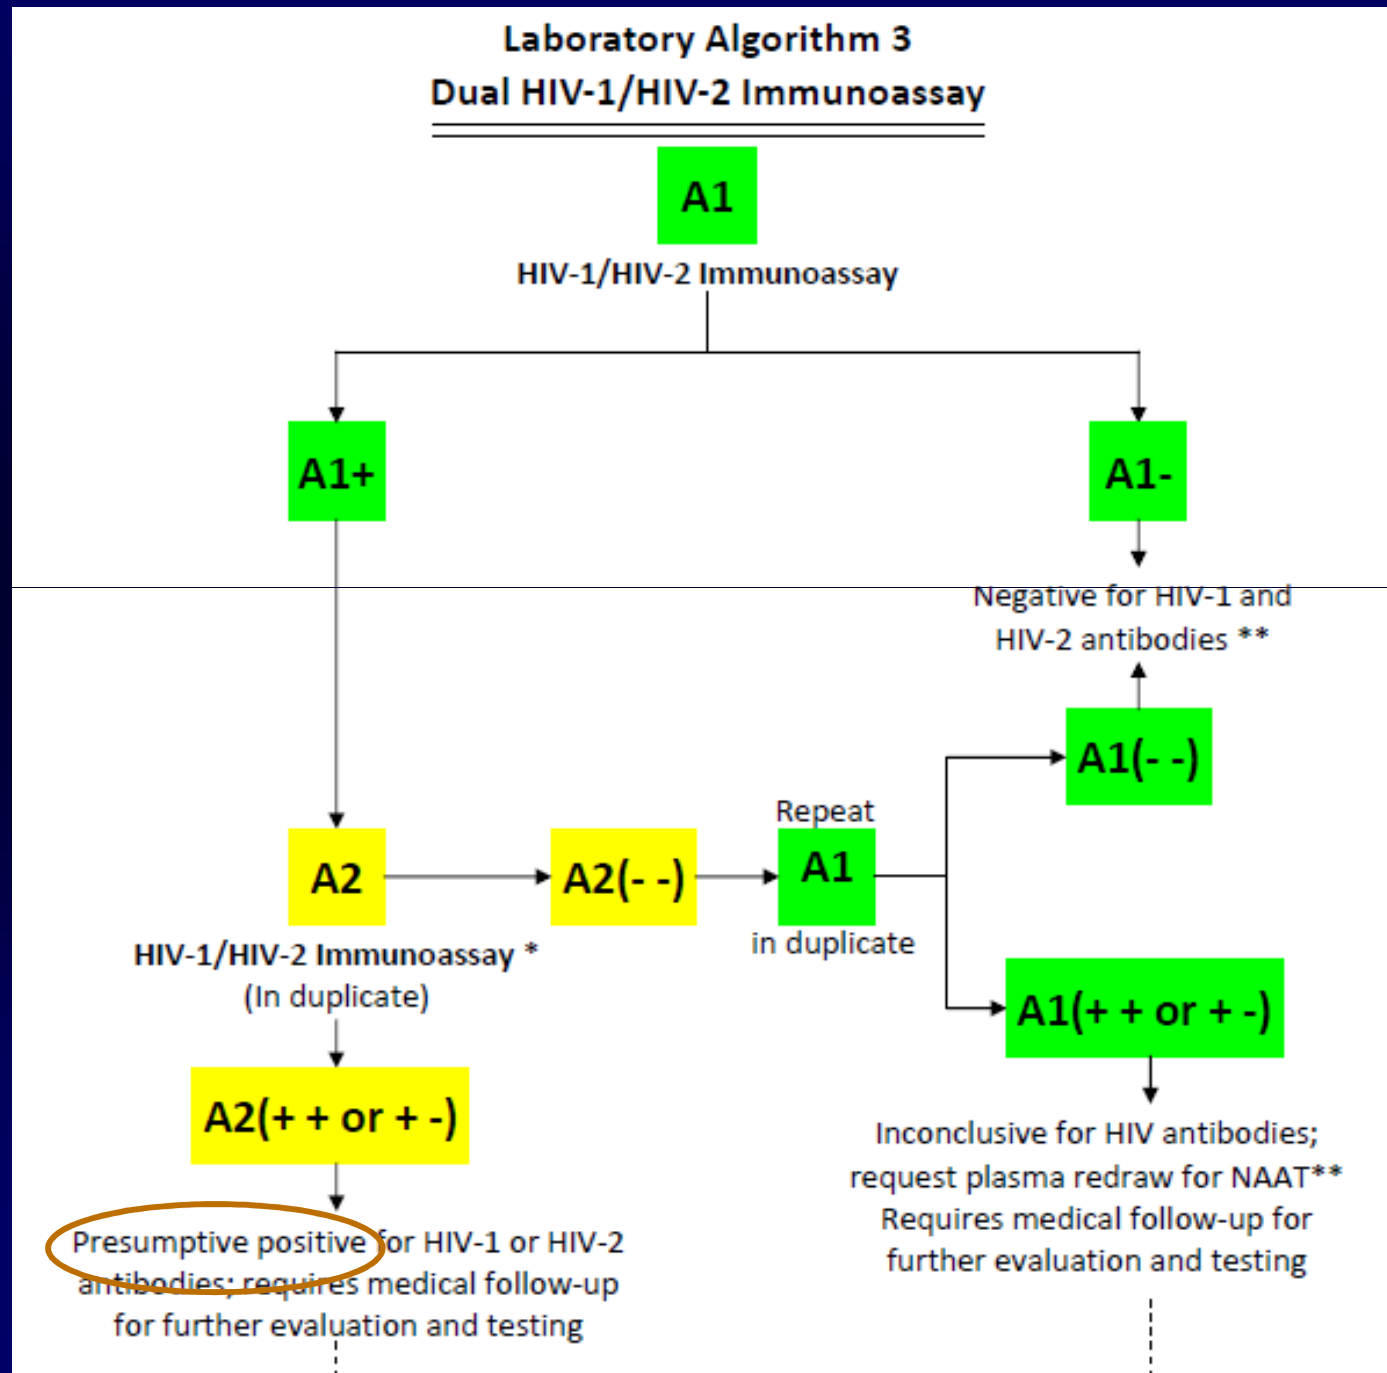 Laboratory Algorithm 3
Dual HIV-1/HIV-2 Immunoassay
A1
HIV-1/HIV-2 Immunoassay
A1+
A1-
Negative for HIV-1 and
HIV-2 antibodies **
A1(- -)
A2
HIV-1/HIV-2 Immunoassay *
(In duplicate)
A2(- -)
Repeat
A1
in duplicate
A1(+ + or + -)
A2(+ + or + -)
Presumptive positive for HIV-1 or HIV-2
antibodies; requires medical follow-up
for further evaluation and testing
Inconclusive for HIV antibodies;
request plasma redraw for NAAT**
Requires medical follow-up for
further evaluation and testing